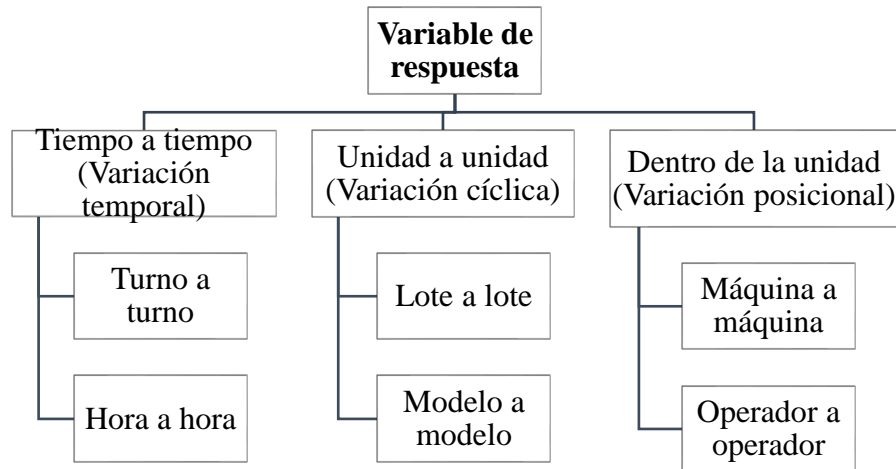 Variable de
respuesta
Tiempo a tiempo
(Variación
temporal)
Unidad a unidad
(Variación cíclica)
Dentro de la unidad
(Variación posicional)
Turno a
turno
Lote a lote
Máquina a
máquina
Hora a hora
Modelo a
modelo
Operador a
operador